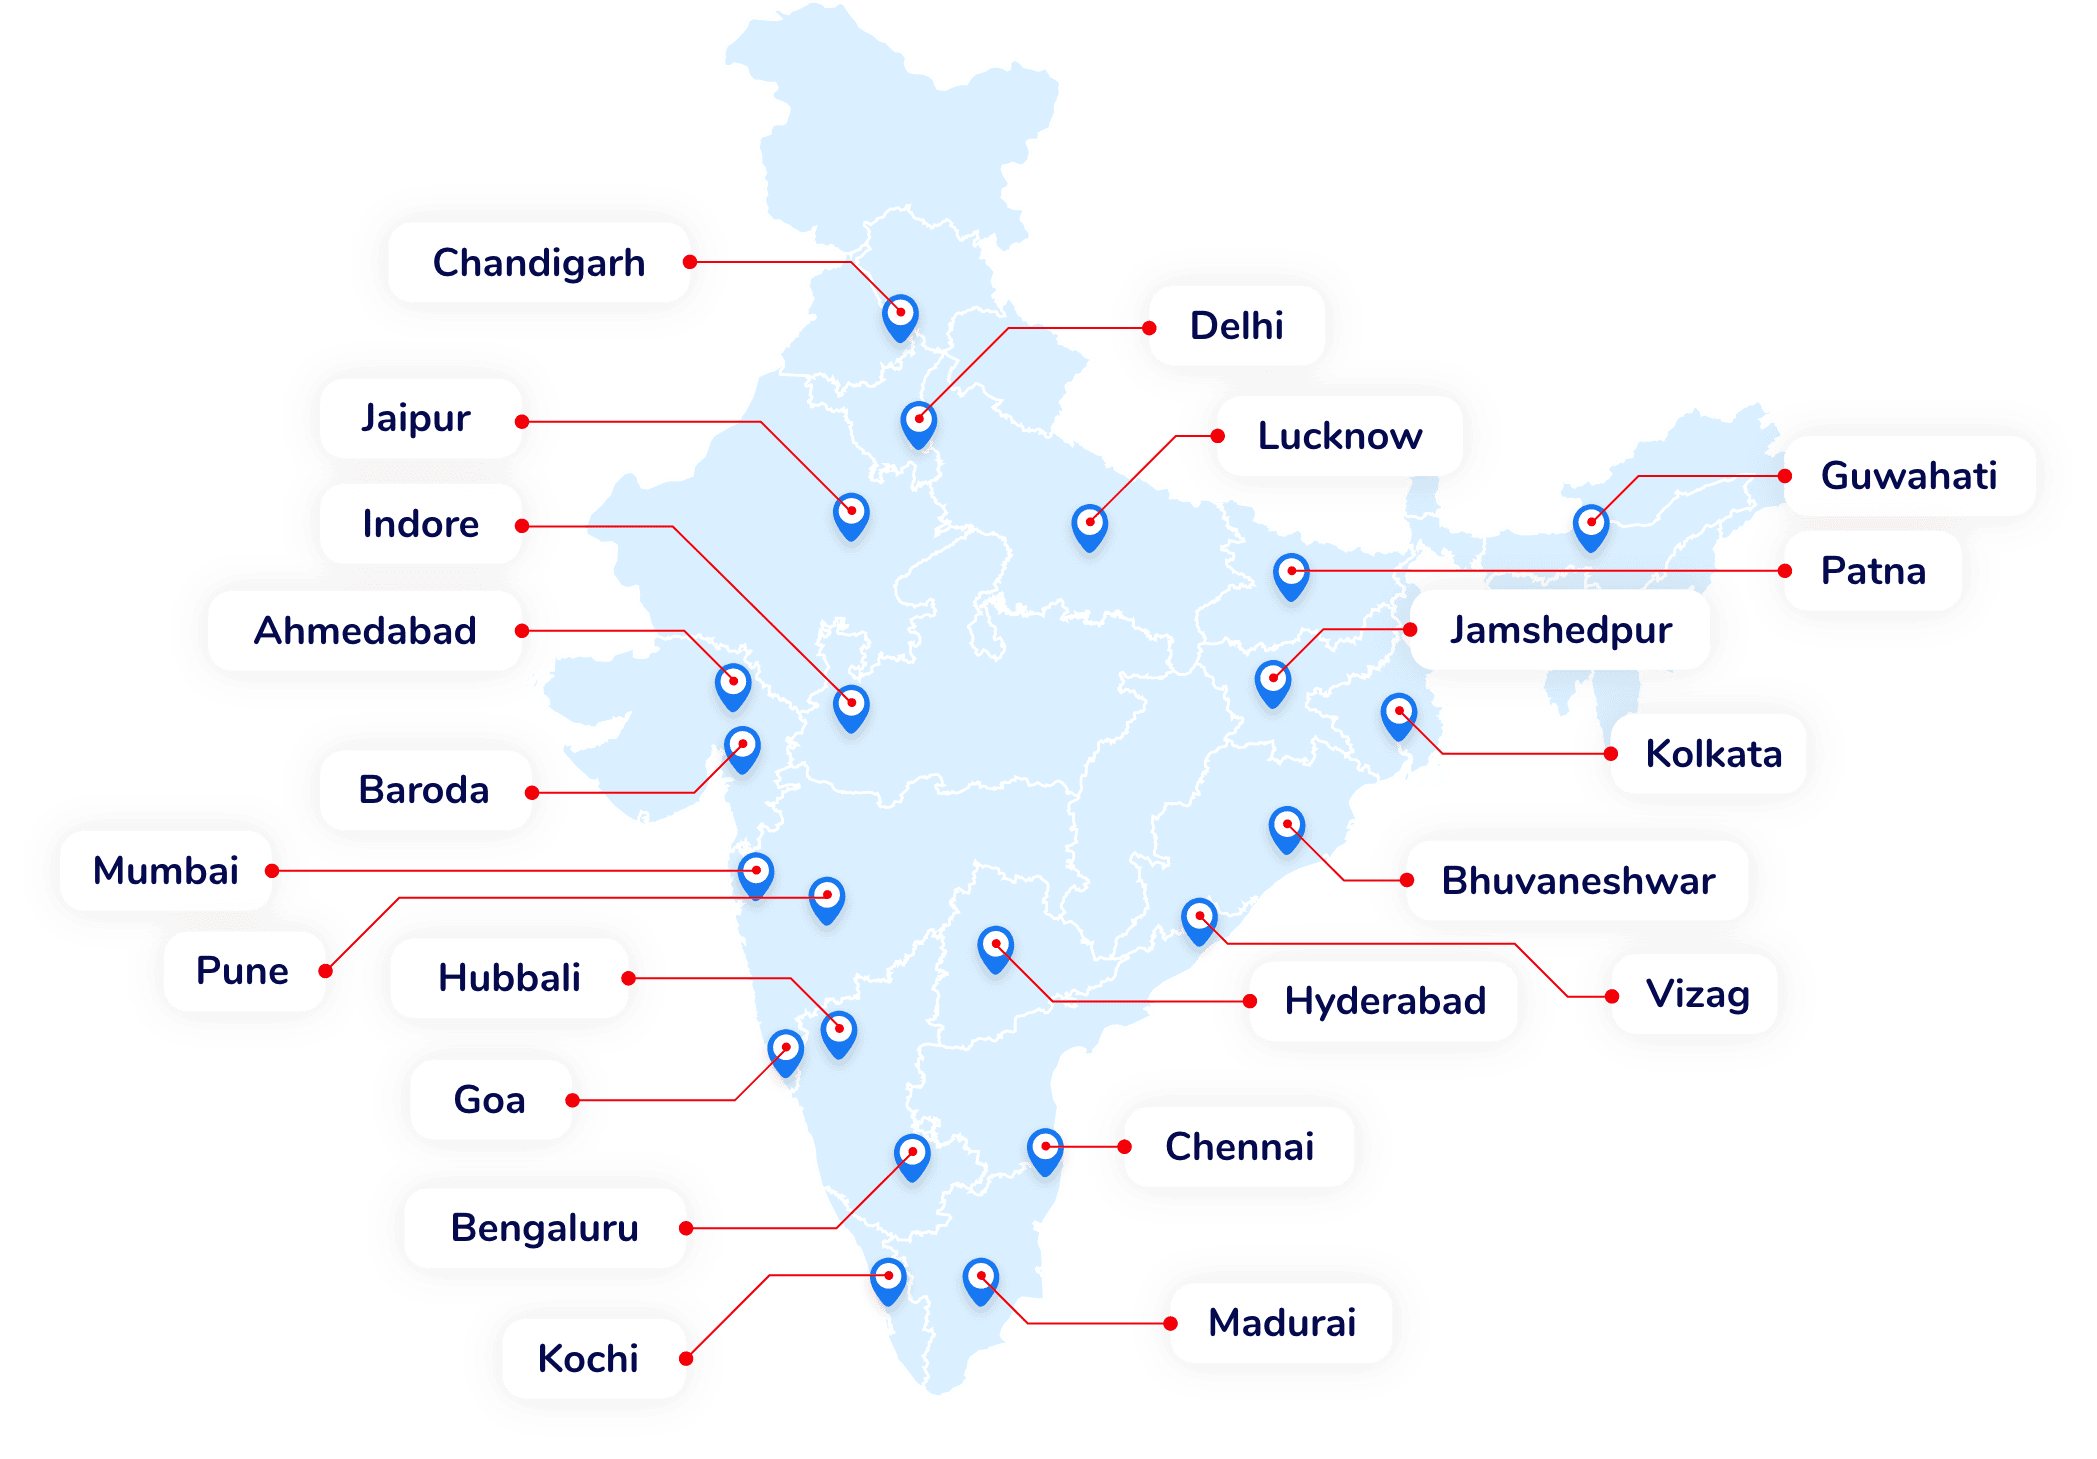 Chandigarh
Delhi
Jaipur
Lucknow
Guwahati
Indore
Patna
Ahmedabad
Jamshedpur
Kolkata
Baroda
Mumbai
Bhuvaneshwar
Pune
Hubbali
Vizag
Hyderabad
Goa
Chennai
Bengaluru
Madurai
Kochi